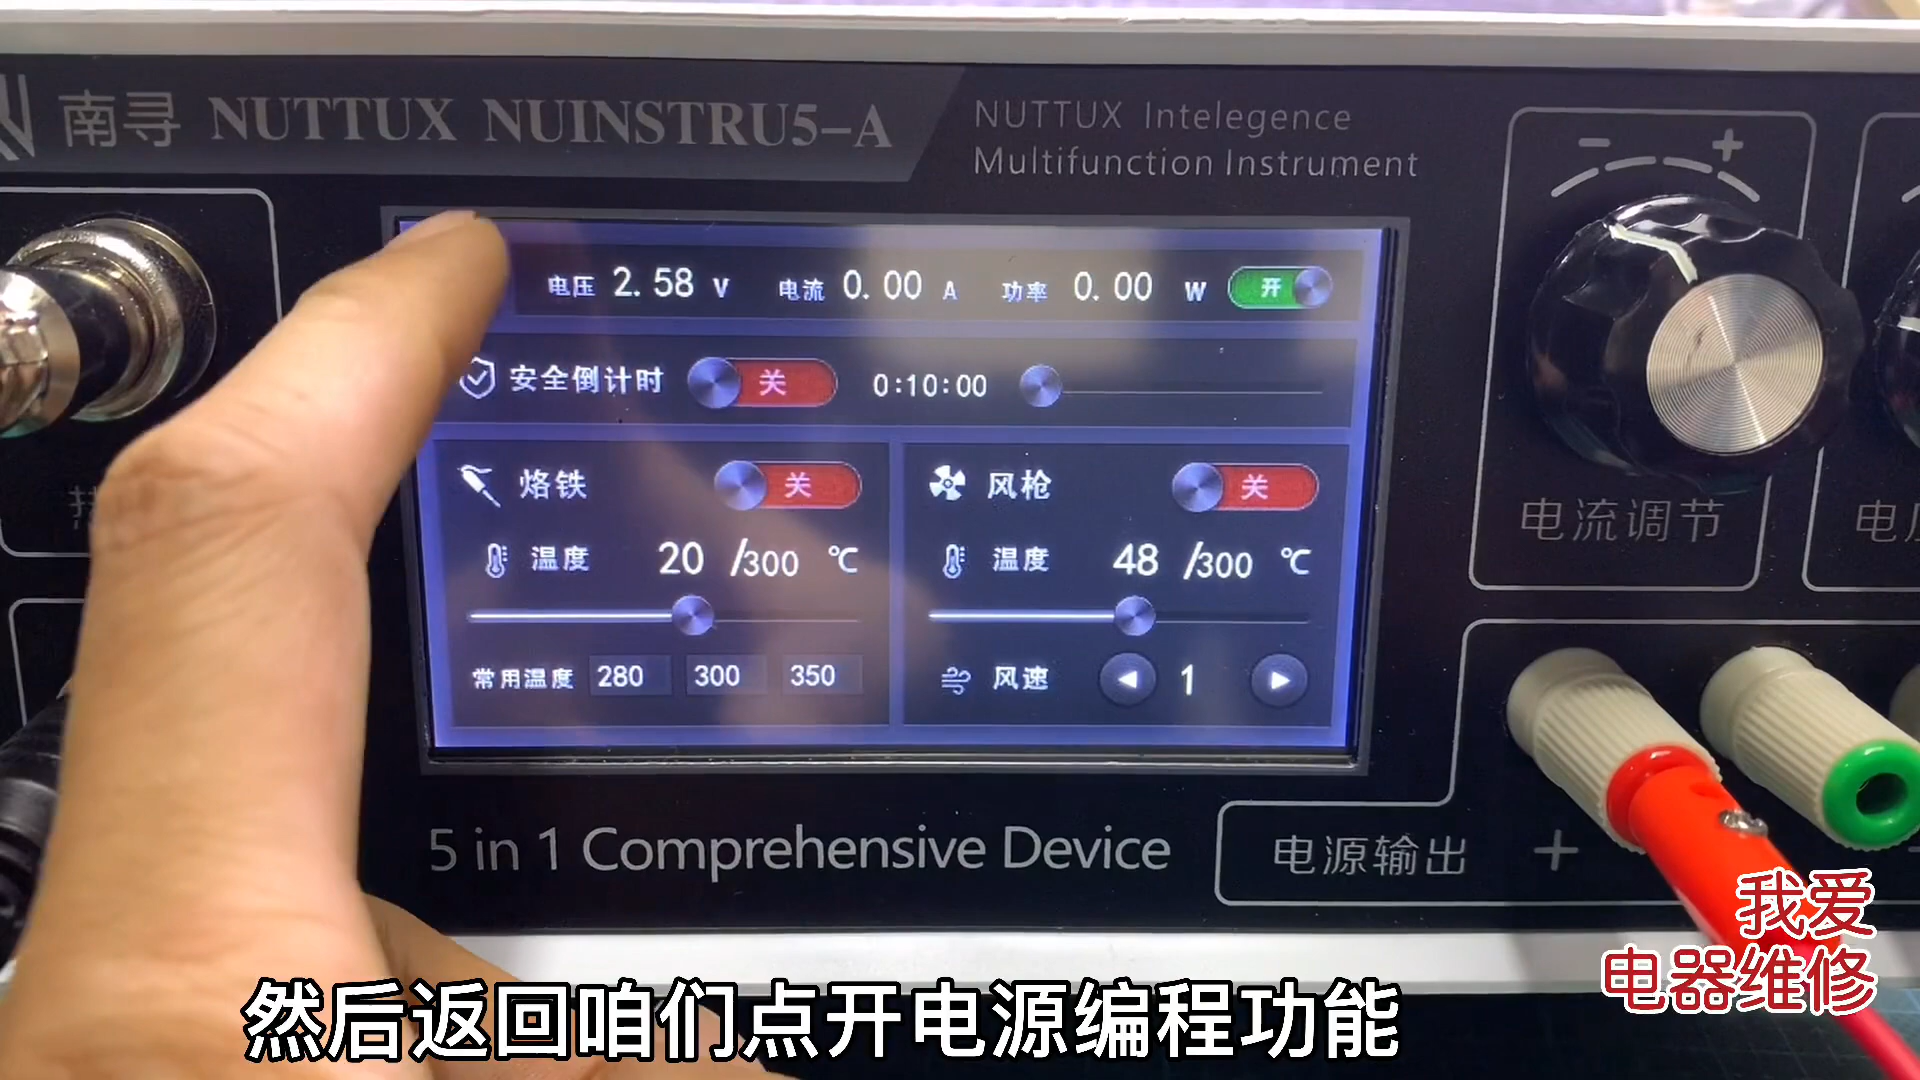 南寻 NUTTUX NUINSTRU5-A
NUTTUX Intelegence
Multifunction Instrument
电压 2.58 V 电流 0.00 A 功率 0.00 W 开
安全倒计时 关 0:10:00
烙铁 关
温度 20 /300 ℃
常用温度 280 300 350
风枪 关
温度 48 /300 ℃
风速 1
- +
电流调节
5 in 1 Comprehensive Device
电源输出 +
我爱
电器维修
然后返回咱们点开电源编程功能